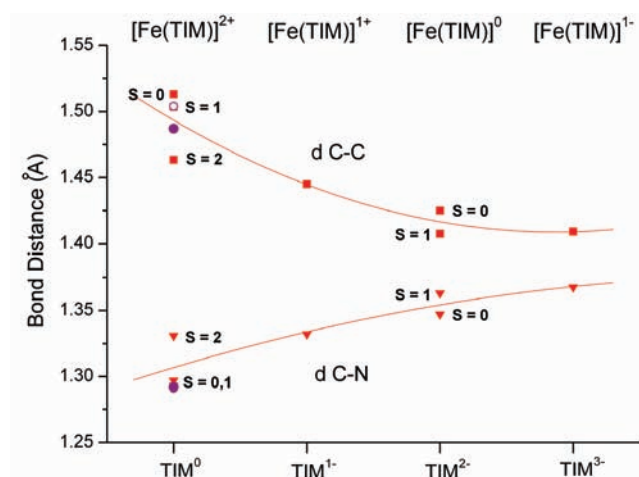 [Fe(TIM)]²⁺ [Fe(TIM)]¹⁺ [Fe(TIM)]⁰ [Fe(TIM)]¹⁻
1.55
S = 0
1.50
S = 1
S = 2
d C-C
1.45
S = 0
S = 1
1.40
Bond Distance (Å)
1.35
S = 1
S = 0
S = 2
1.30
S = 0,1
d C-N
1.25
TIM⁰ TIM¹⁻ TIM²⁻ TIM³⁻